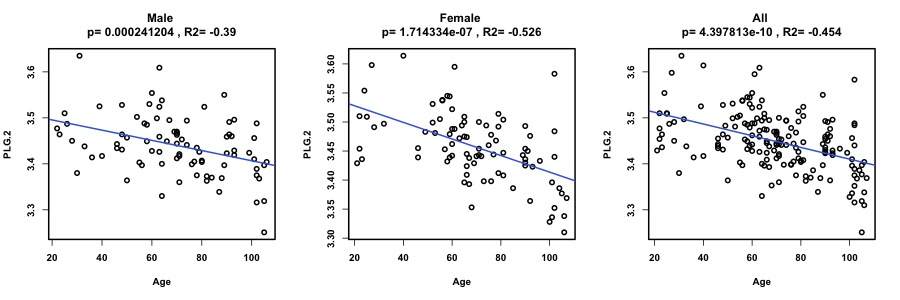 Male
p= 0.000241204 , R2= -0.39
PLG.2
3.6
3.5
3.4
3.3
20 40 60 80 100
Age
Female
p= 1.714334e-07 , R2= -0.526
PLG.2
3.60
3.55
3.50
3.45
3.40
3.35
3.30
20 40 60 80 100
Age
All
p= 4.397813e-10 , R2= -0.454
PLG.2
3.6
3.5
3.4
3.3
20 40 60 80 100
Age